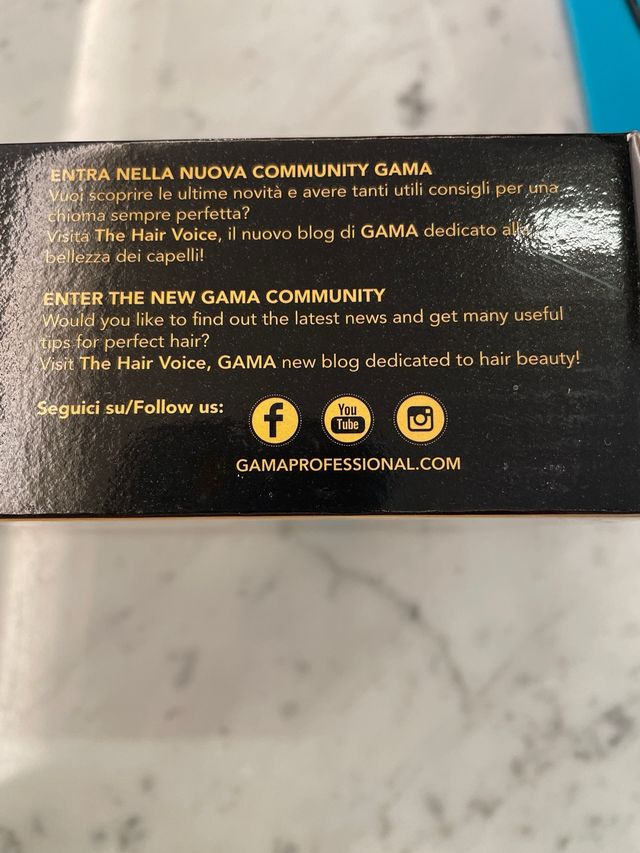 ENTRA NELLA NUOVA COMMUNITY GAMA
Vuoi scoprire le ultime novità e avere tanti utili consigli per una
chioma sempre perfetta?
Visita The Hair Voice, il nuovo blog di GAMA dedicato alla
bellezza dei capelli!
ENTER THE NEW GAMA COMMUNITY
Would you like to find out the latest news and get many useful
tips for perfect hair?
Visit The Hair Voice, GAMA new blog dedicated to hair beauty!
Seguici su/Follow us:
f
You
Tube
GAMAPROFESSIONAL.COM